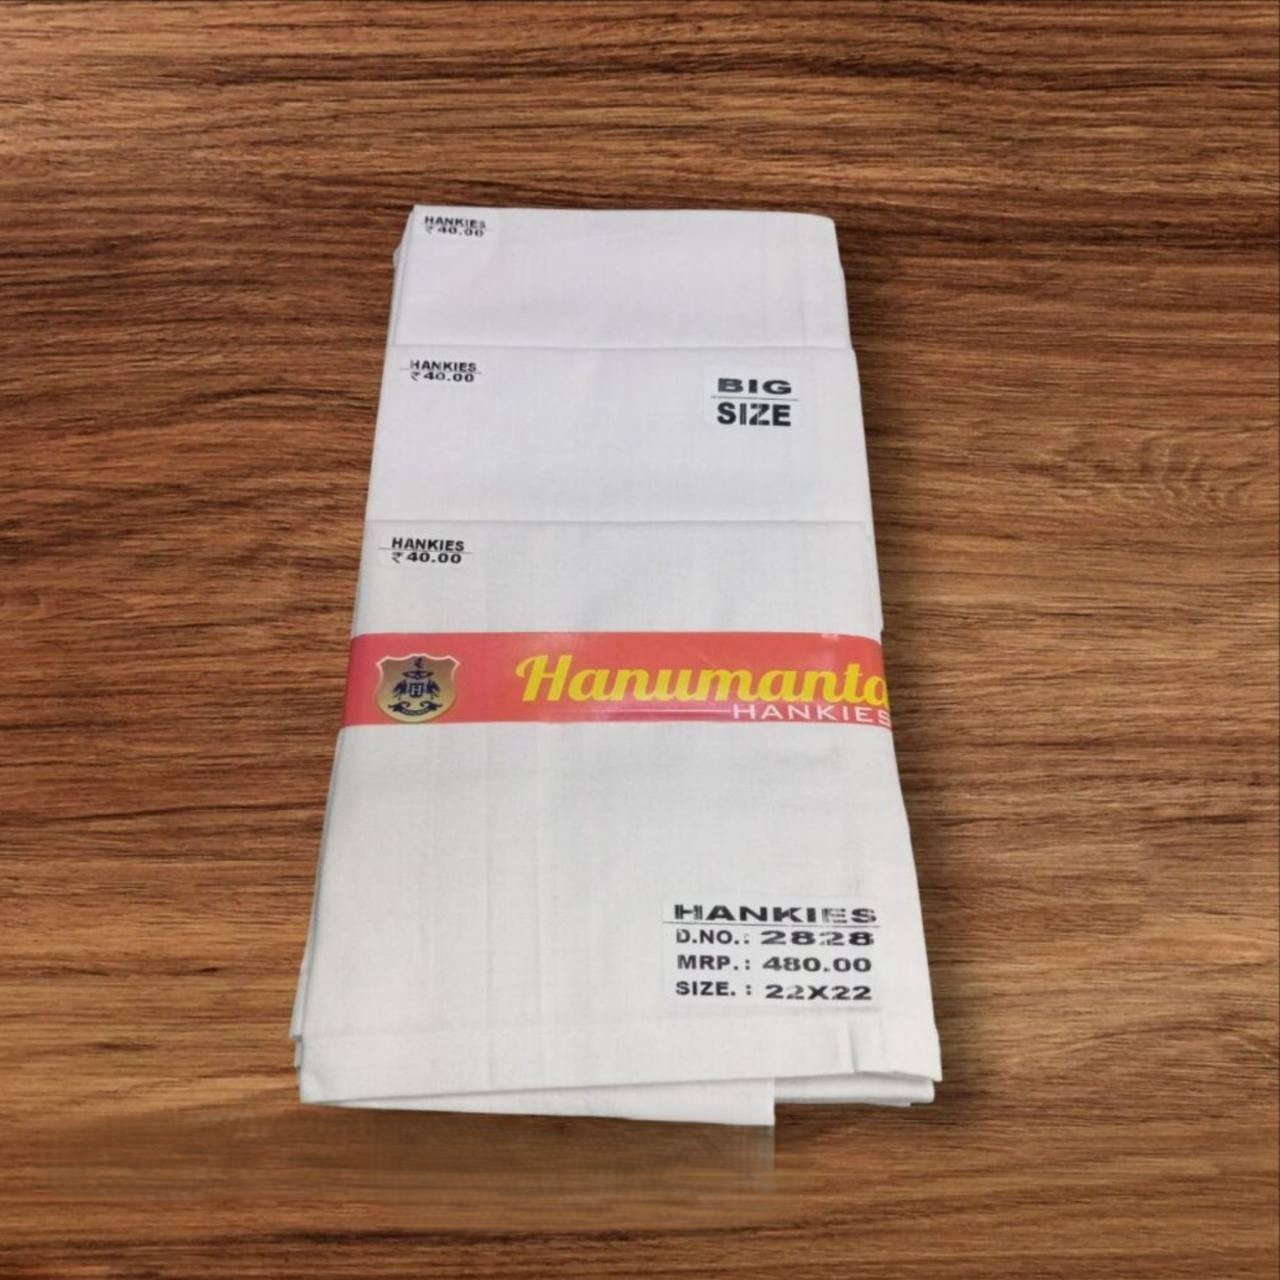 HANKIES
₹40.00
HANKIES
₹40.00
BIG
SIZE
HANKIES
₹40.00
H
Hanumanta
HANKIES
HANKIES
D.NO.: 2828
MRP.: 480.00
SIZE. : 22X22